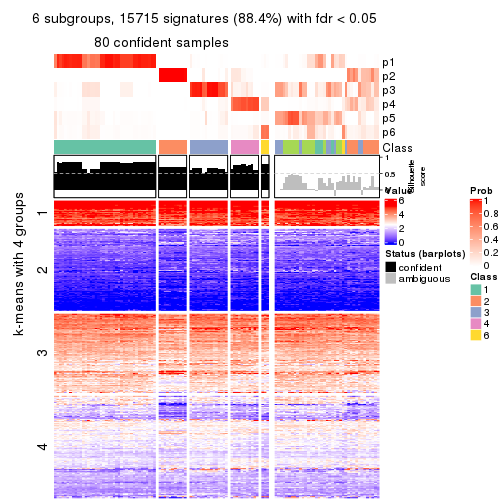 6 subgroups, 15715 signatures (88.4%) with fdr < 0.05
80 confident samples
p1
p2
p3
p4
p5
p6
Class
1
0.5
0
Silhouette
score
k-means with 4 groups
1
2
3
4
Value
6
4
2
0
Status (barplots)
confident
ambiguous
Prob
1
0.8
0.6
0.4
0.2
0
Class
1
2
3
4
5
6